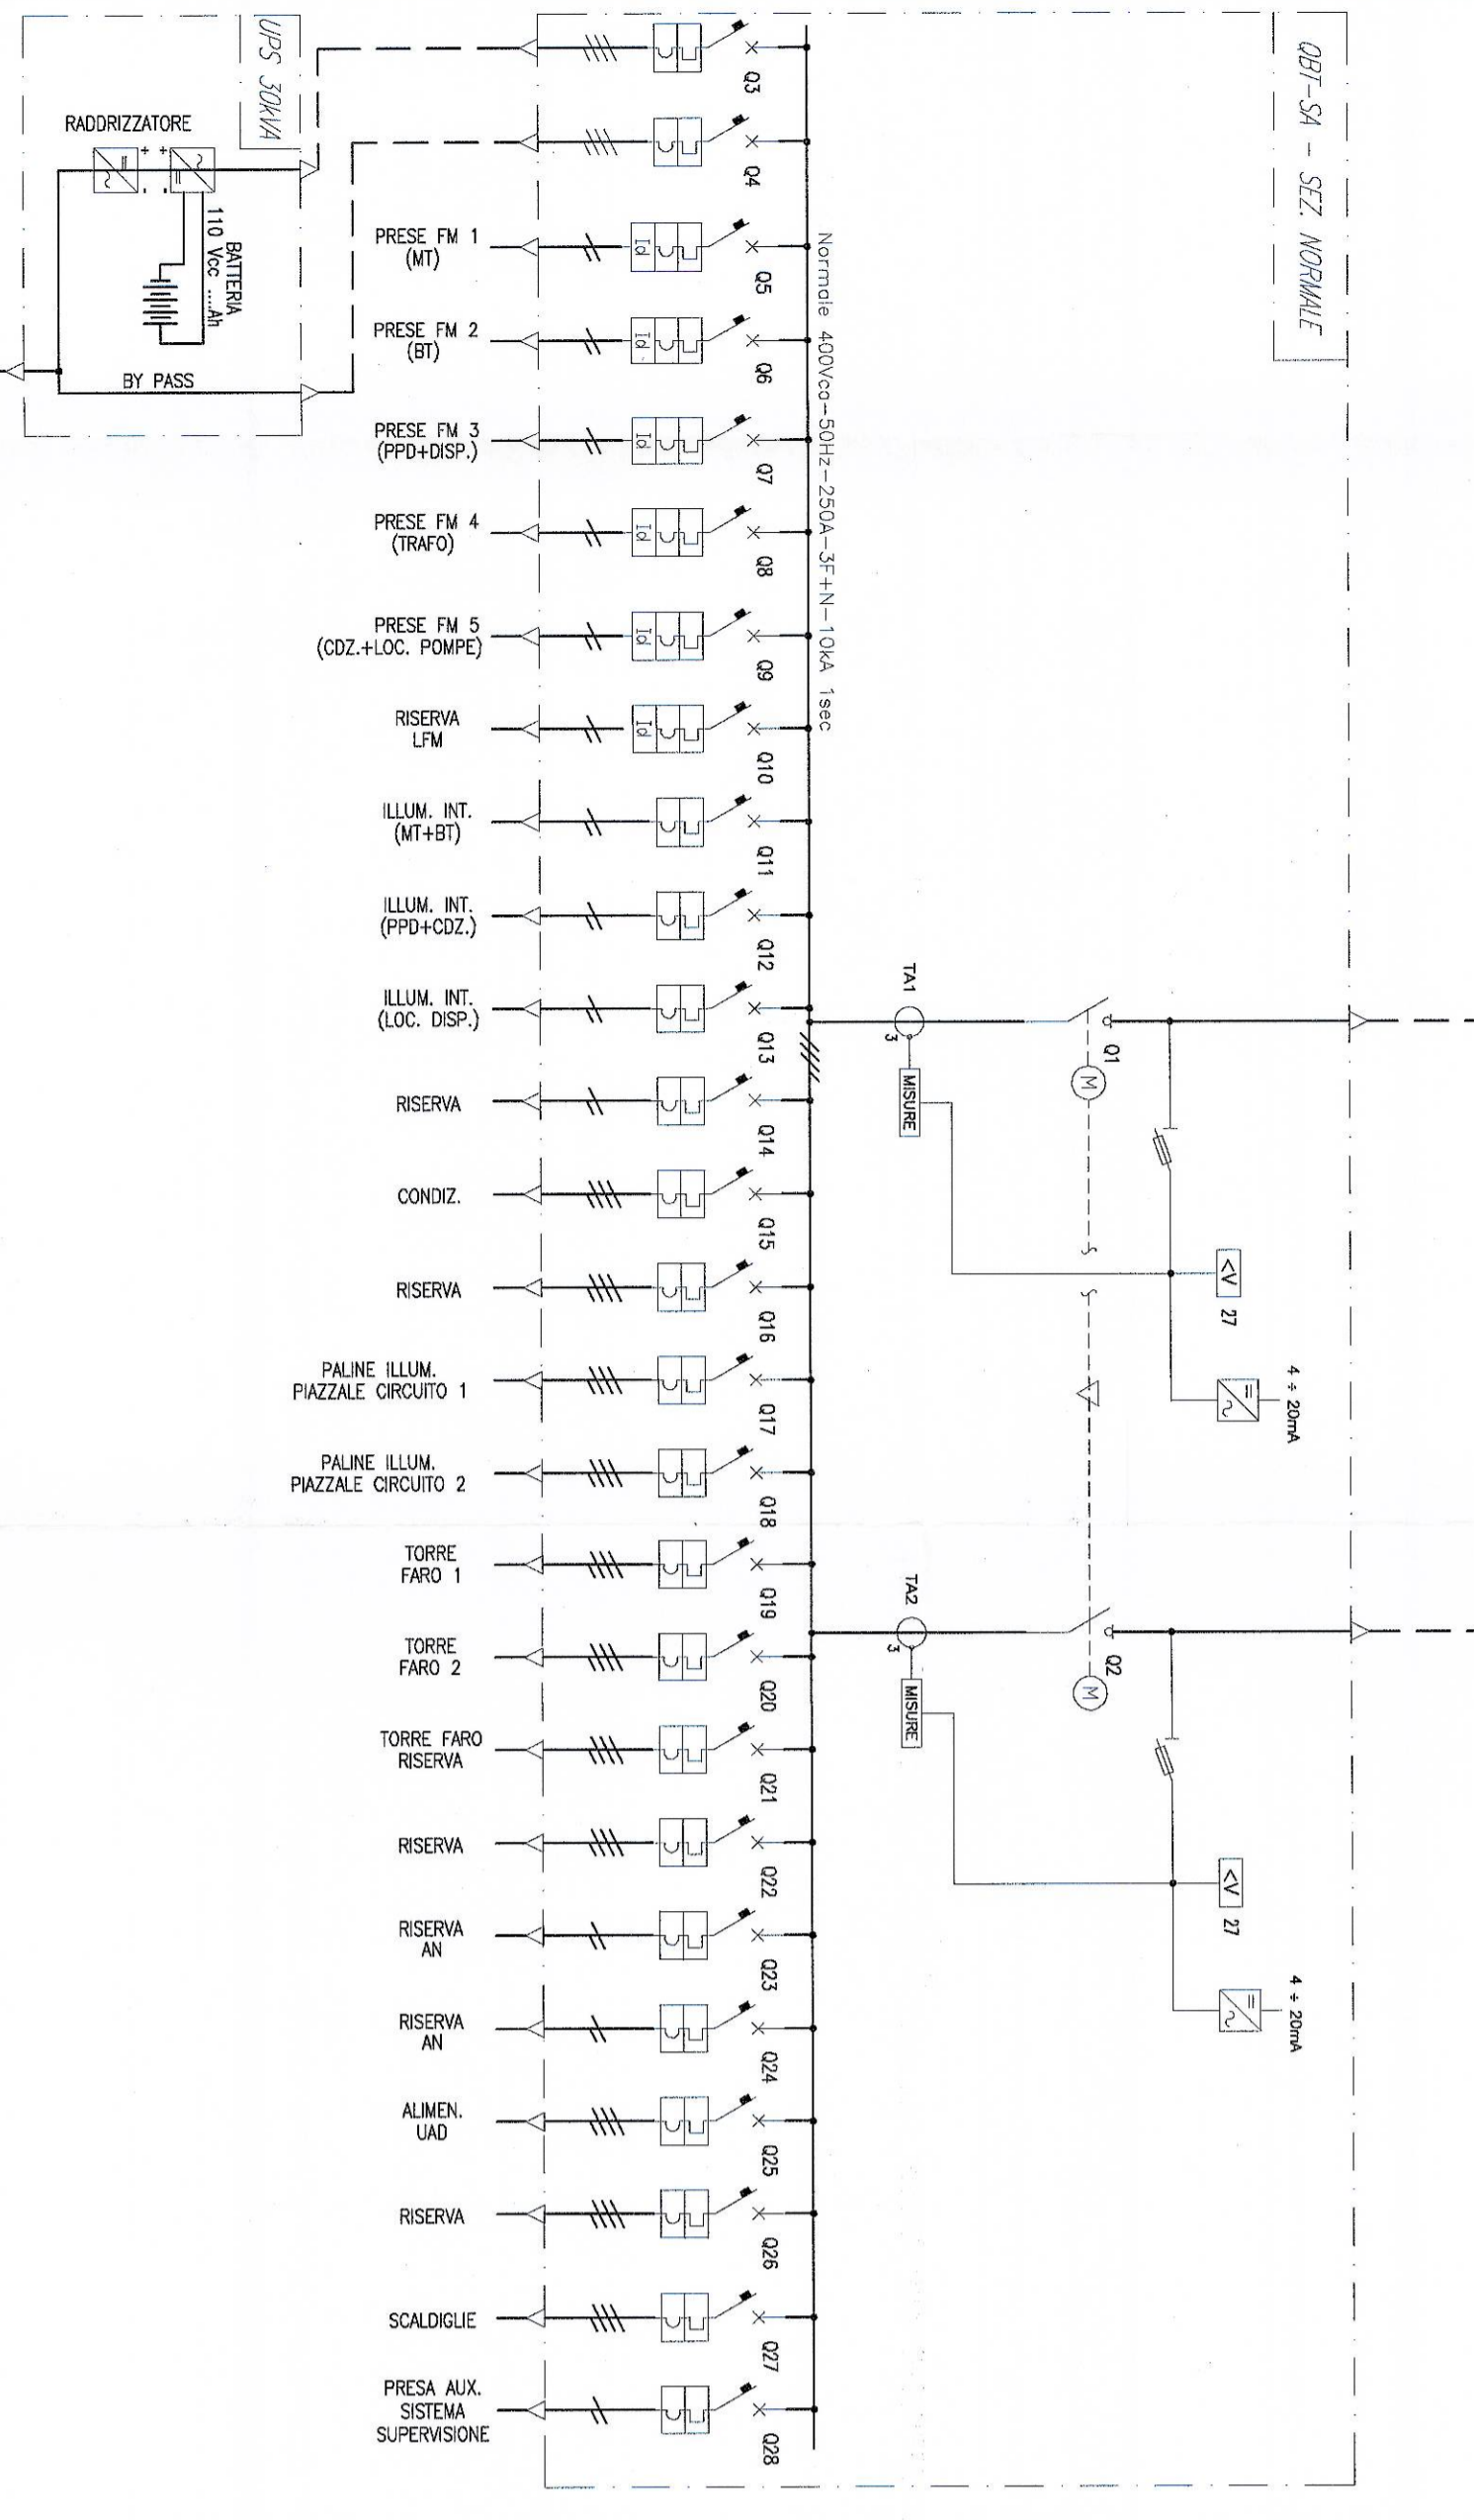 QBT-SA - SEZ. NORMALE
UPS 30kVA
RADDRIZZATORE
+ +
- -
BATTERIA
110 Vcc ....Ah
BY PASS
Normale 400Vca-50Hz-250A-3F+N-10kA 1sec
Q3
Q4
PRESE FM 1
(MT)
Id
Q5
PRESE FM 2
(BT)
Id
Q6
PRESE FM 3
(PPD+DISP.)
Id
Q7
PRESE FM 4
(TRAFO)
Id
Q8
PRESE FM 5
(CDZ.+LOC. POMPE)
Id
Q9
RISERVA
LFM
Id
Q10
ILLUM. INT.
(MT+BT)
Q11
ILLUM. INT.
(PPD+CDZ.)
Q12
ILLUM. INT.
(LOC. DISP.)
Q13
RISERVA
Q14
CONDIZ.
Q15
RISERVA
Q16
PALINE ILLUM.
PIAZZALE CIRCUITO 1
Q17
PALINE ILLUM.
PIAZZALE CIRCUITO 2
Q18
TORRE
FARO 1
Q19
TORRE
FARO 2
Q20
TORRE FARO
RISERVA
Q21
RISERVA
Q22
RISERVA
AN
Q23
RISERVA
AN
Q24
ALIMEN.
UAD
Q25
RISERVA
Q26
SCALDIGLIE
Q27
PRESA AUX.
SISTEMA
SUPERVISIONE
Q28
TA1
3
MISURE
Q1
M
<V
27
4 ÷ 20mA
TA2
3
MISURE
Q2
M
<V
27
4 ÷ 20mA